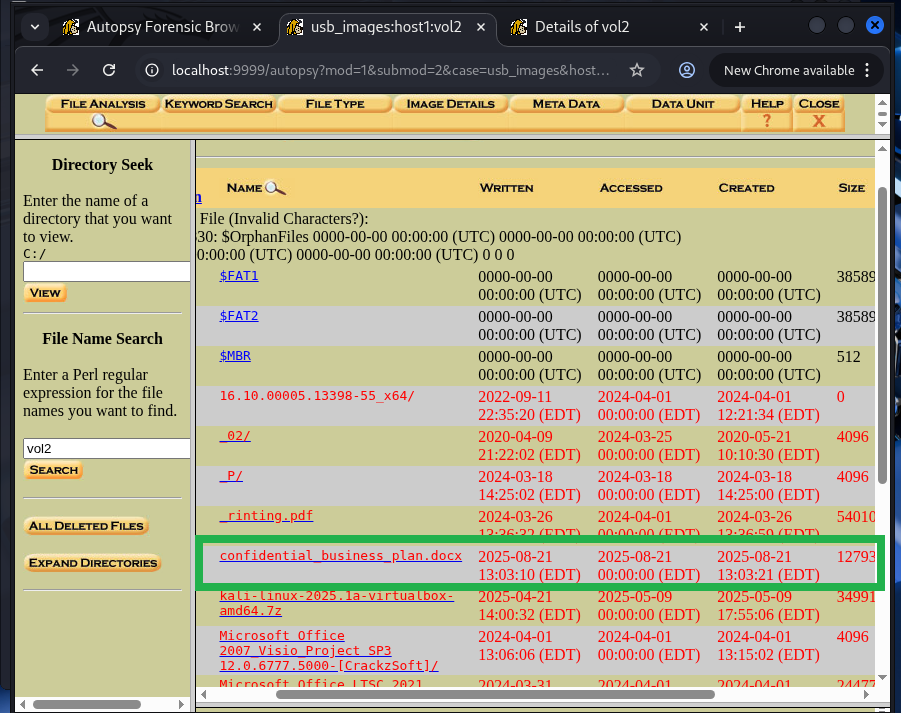 Autopsy Forensic Brow
usb_images:host1:vol2
Details of vol2
localhost:9999/autopsy?mod=1&submod=2&case=usb_images&host...
New Chrome available
FILE ANALYSIS KEYWORD SEARCH FILE TYPE IMAGE DETAILS META DATA DATA UNIT HELP CLOSE
? X
Directory Seek
Enter the name of a
directory that you want
to view.
C:/
VIEW
File Name Search
Enter a Perl regular
expression for the file
names you want to find.
vol2
SEARCH
ALL DELETED FILES
EXPAND DIRECTORIES
n NAME WRITTEN ACCESSED CREATED SIZE
File (Invalid Characters?):
30: $OrphanFiles 0000-00-00 00:00:00 (UTC) 0000-00-00 00:00:00 (UTC)
0:00:00 (UTC) 0000-00-00 00:00:00 (UTC) 0 0 0
$FAT1 0000-00-00 0000-00-00 0000-00-00 38589
00:00:00 (UTC) 00:00:00 (UTC) 00:00:00 (UTC)
$FAT2 0000-00-00 0000-00-00 0000-00-00 38589
00:00:00 (UTC) 00:00:00 (UTC) 00:00:00 (UTC)
$MBR 0000-00-00 0000-00-00 0000-00-00 512
00:00:00 (UTC) 00:00:00 (UTC) 00:00:00 (UTC)
16.10.00005.13398-55_x64/ 2022-09-11 2024-04-01 2024-04-01 0
22:35:20 (EDT) 00:00:00 (EDT) 12:21:34 (EDT)
_02/ 2020-04-09 2024-03-25 2020-05-21 4096
21:22:02 (EDT) 00:00:00 (EDT) 10:10:30 (EDT)
_P/ 2024-03-18 2024-03-18 2024-03-18 4096
14:25:02 (EDT) 00:00:00 (EDT) 14:25:00 (EDT)
_rinting.pdf 2024-03-26 2024-04-01 2024-03-26 54010
13:36:32 (EDT) 00:00:00 (EDT) 13:36:59 (EDT)
confidential_business_plan.docx 2025-08-21 2025-08-21 2025-08-21 12793
13:03:10 (EDT) 00:00:00 (EDT) 13:03:21 (EDT)
kali-linux-2025.1a-virtualbox- 2025-04-21 2025-05-09 2025-05-09 34991
amd64.7z 14:00:32 (EDT) 00:00:00 (EDT) 17:55:06 (EDT)
Microsoft Office 2024-04-01 2024-04-01 2024-04-01 4096
2007 Visio Project SP3 13:06:06 (EDT) 00:00:00 (EDT) 13:15:02 (EDT)
12.0.6777.5000-[CrackzSoft]/
Microsoft Office LTSC 2021 2024-03-31 2024-04-01 2024-04-01 24477